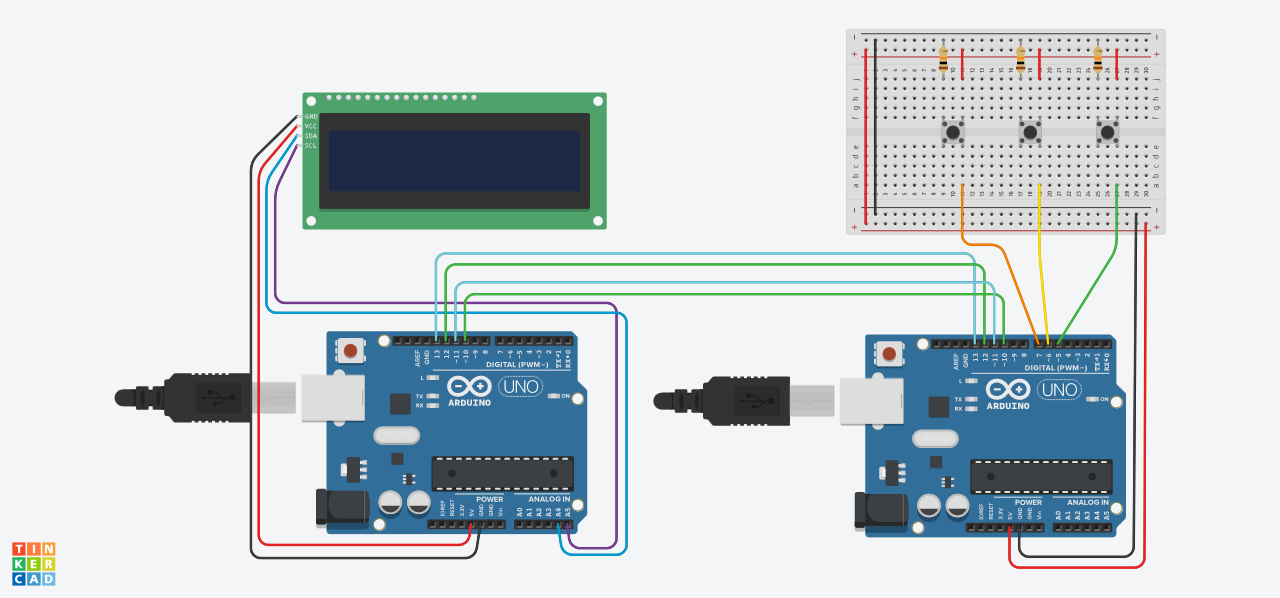 GND
VCC
SDA
SCL
AREF
GND
13
12
~11
~10
~9
8
7
~6
~5
4
~3
2
TX→1
RX←0
DIGITAL (PWM~)
L
TX
RX
ARDUINO
UNO
ON
POWER
ANALOG IN
IOREF
RESET
3.3V
5V
GND
GND
Vin
A0
A1
A2
A3
A4
A5
AREF
GND
13
12
~11
~10
~9
8
7
~6
~5
4
~3
2
TX→1
RX←0
DIGITAL (PWM~)
L
TX
RX
ARDUINO
UNO
ON
POWER
ANALOG IN
IOREF
RESET
3.3V
5V
GND
GND
Vin
A0
A1
A2
A3
A4
A5
j
i
h
g
f
e
d
c
b
a
j
i
h
g
f
e
d
c
b
a
TIN
KER
CAD